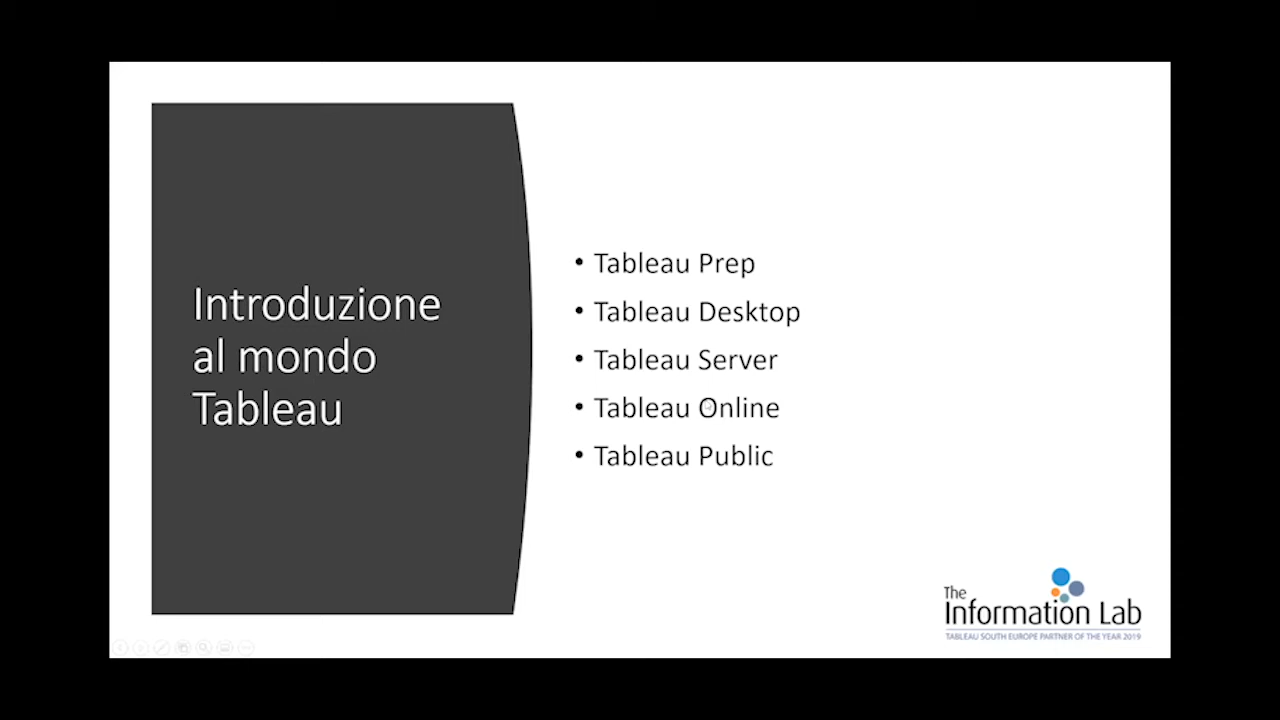 Introduzione
al mondo
Tableau
• Tableau Prep
• Tableau Desktop
• Tableau Server
• Tableau Online
• Tableau Public
The
Information Lab
TABLEAU SOUTH EUROPE PARTNER OF THE YEAR 2019